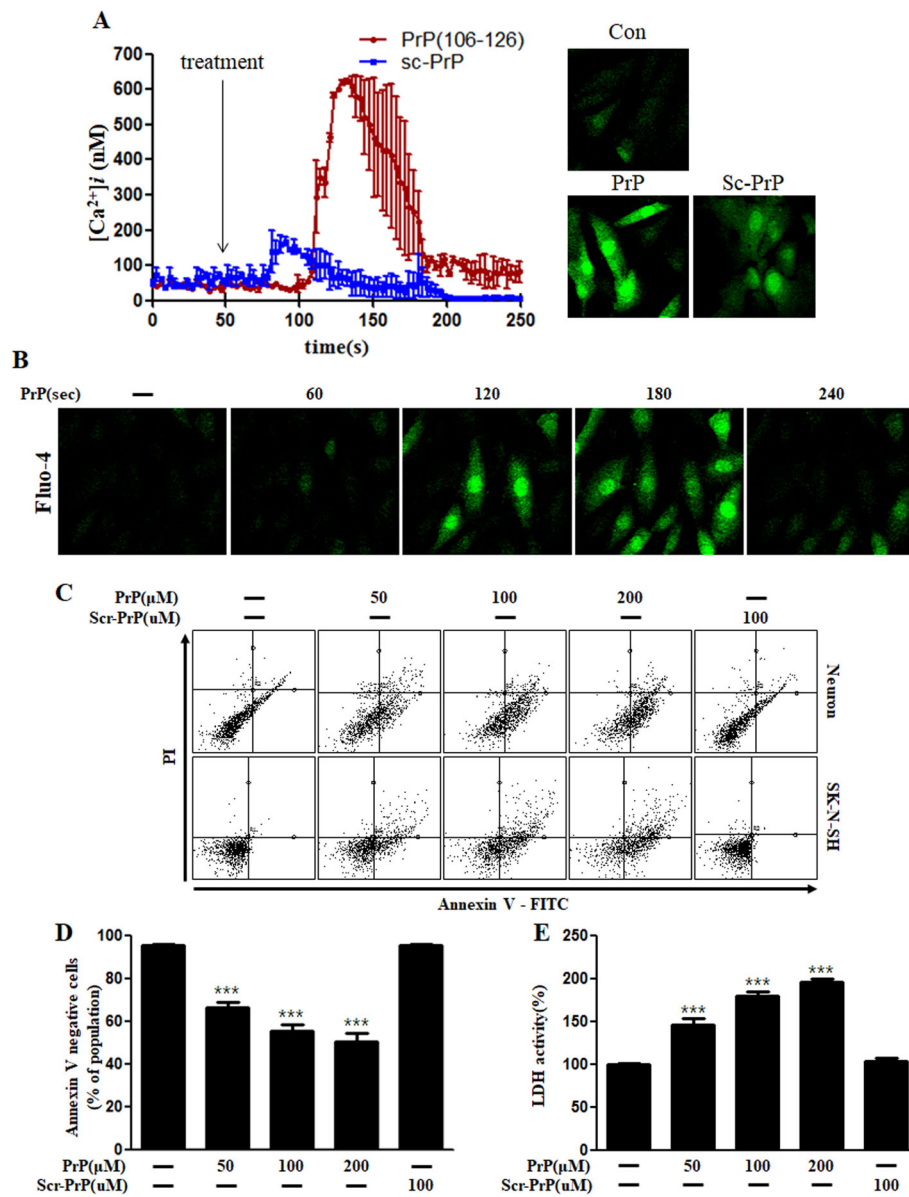 A
PrP(106-126)
sc-PrP
treatment
[Ca²⁺]i (nM)
700
600
500
400
300
200
100
0
0 50 100 150 200 250
time(s)
Con
PrP Sc-PrP
B
PrP(sec) — 60 120 180 240
Fluo-4
C
PrP(μM) — 50 100 200 —
Scr-PrP(uM) — — — — 100
Neuron
SK-N-SH
PI
Annexin V - FITC
D
Annexin V negative cells
(% of population)
100
80
60
40
20
0
*** *** ***
PrP(μM) — 50 100 200 —
Scr-PrP(uM) — — — — 100
E
LDH activity(%)
250
200
150
100
50
0
*** *** ***
PrP(μM) — 50 100 200 —
Scr-PrP(uM) — — — — 100